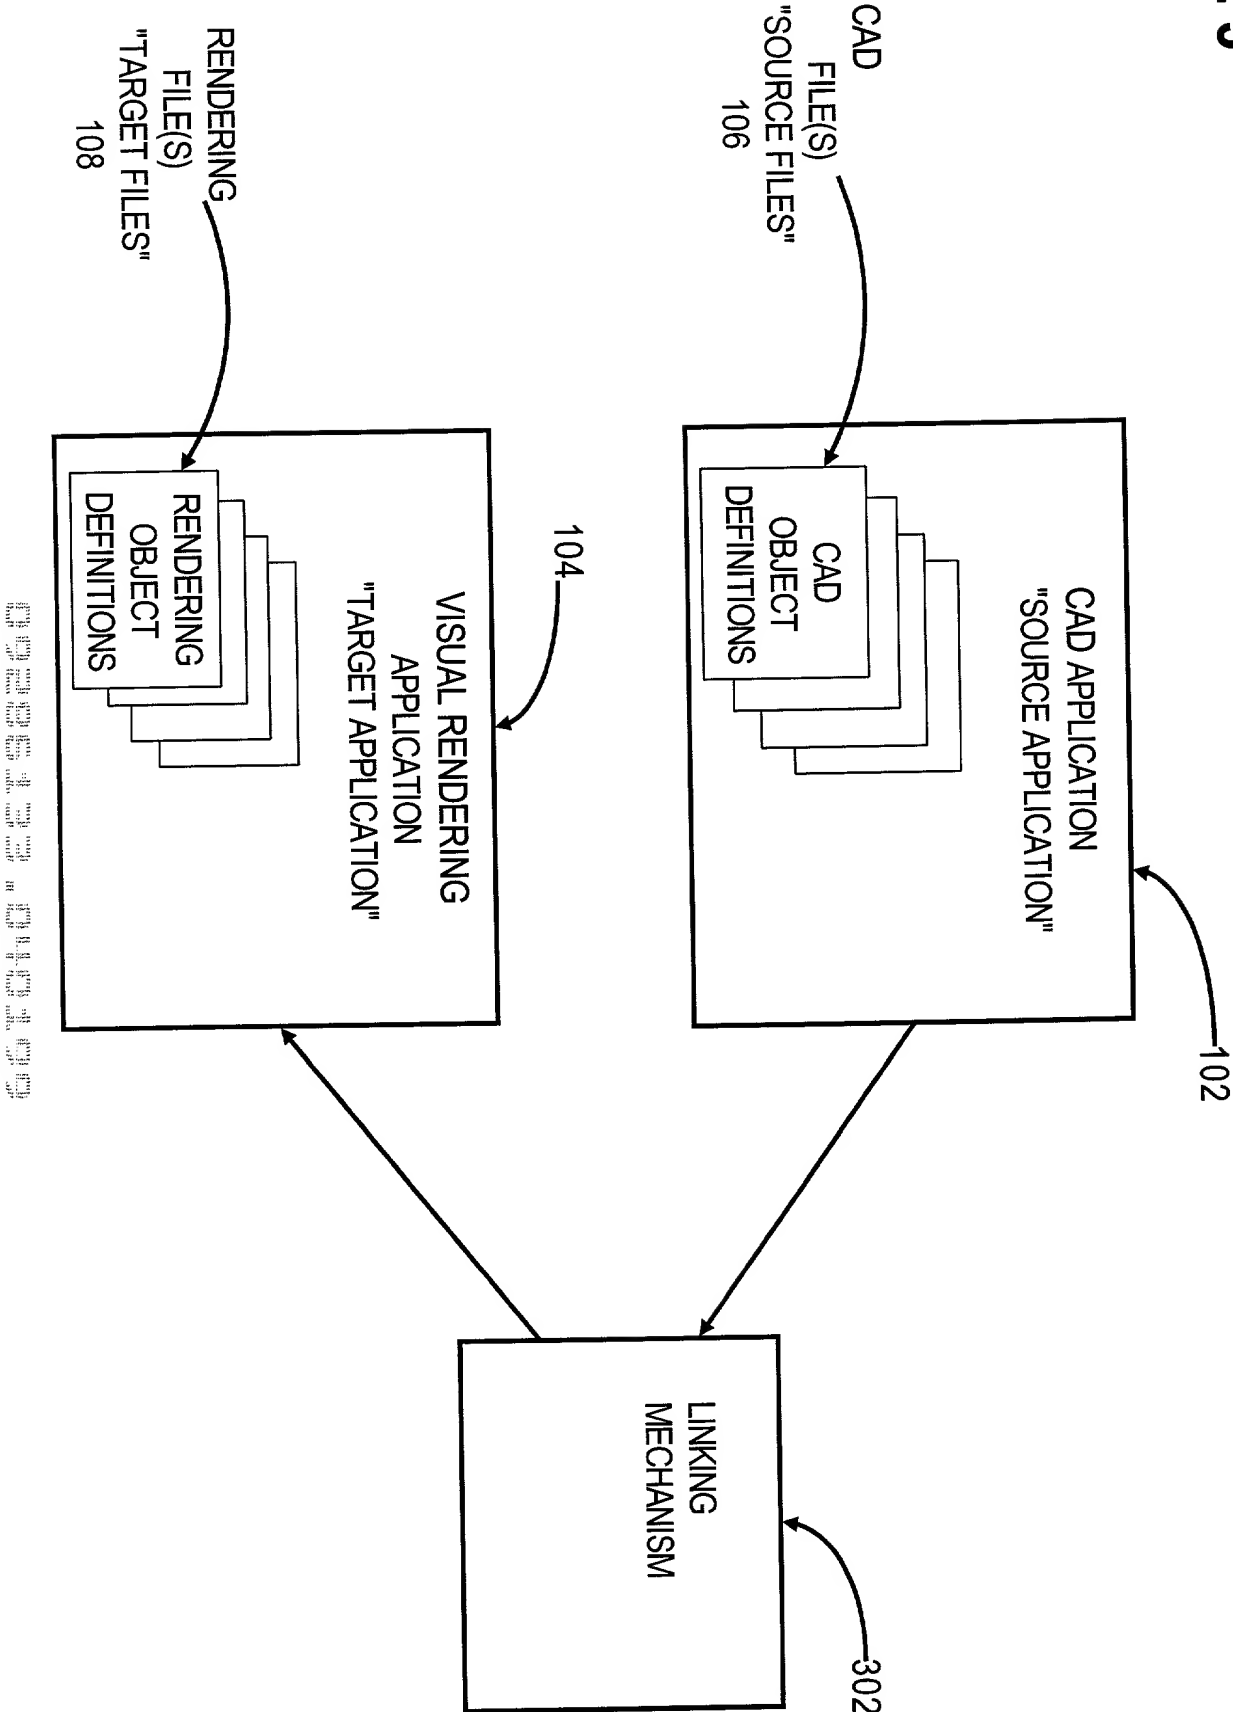 CAD
FILE(S)
"SOURCE FILES"
106
CAD APPLICATION
"SOURCE APPLICATION"
102
CAD
OBJECT
DEFINITIONS
RENDERING
FILE(S)
"TARGET FILES"
108
104
VISUAL RENDERING
APPLICATION
"TARGET APPLICATION"
RENDERING
OBJECT
DEFINITIONS
LINKING
MECHANISM
302